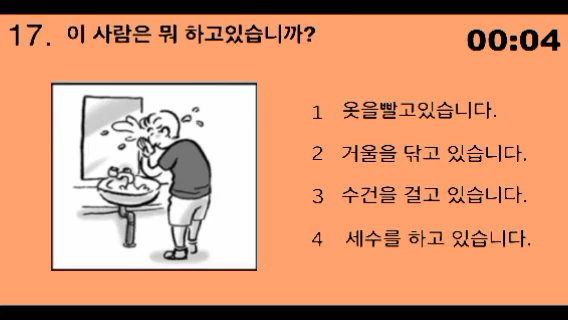 17. 이 사람은 뭐 하고있습니까?
00:04
1 옷을빨고있습니다.
2 거울을 닦고 있습니다.
3 수건을 걸고 있습니다.
4 세수를 하고 있습니다.